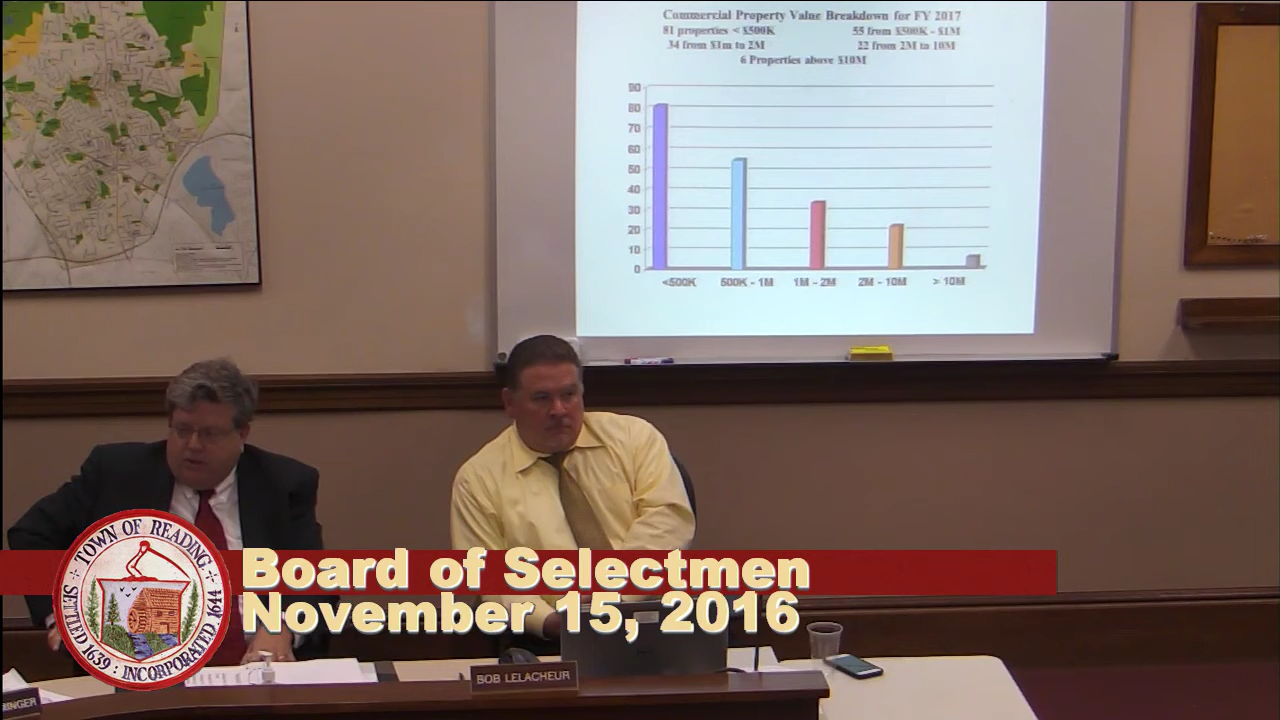 Commercial Property Value Breakdown for FY 2017
81 properties < $500K 55 from $500K - $1M
34 from $1m to 2M 22 from 2M to 10M
6 Properties above $10M
90
80
70
60
50
40
30
20
10
0
<500K 500K - 1M 1M - 2M 2M - 10M > 10M
TOWN OF READING
SETTLED 1639 : INCORPORATED 1644
Board of Selectmen
November 15, 2016
BOB LELACHEUR